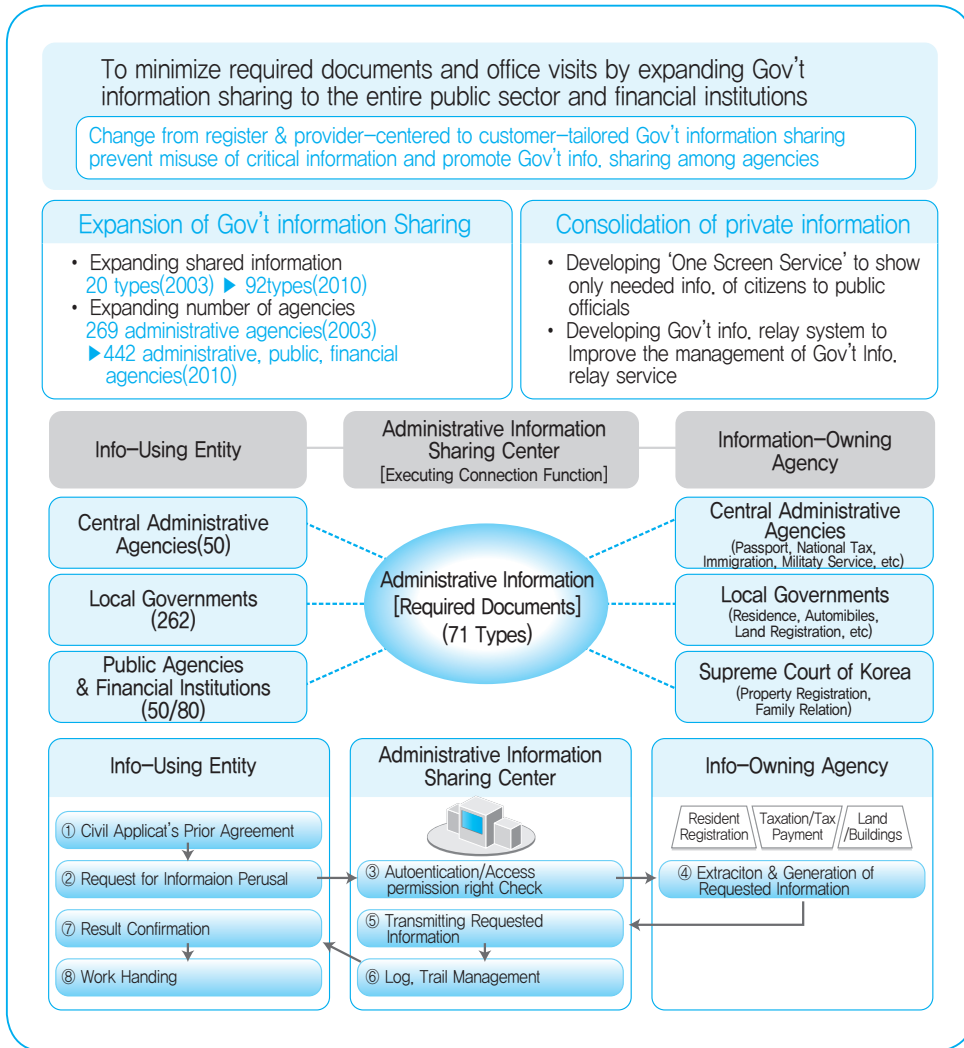 To minimize required documents and office visits by expanding Gov't
information sharing to the entire public sector and financial institutions
Change from register & provider-centered to customer-tailored Gov't information sharing
prevent misuse of critical information and promote Gov't info, sharing among agencies
Expansion of Gov't information Sharing
• Expanding shared information
20 types(2003) ▶ 92types(2010)
• Expanding number of agencies
269 administrative agencies(2003)
▶442 administrative, public, financial
agencies(2010)
Consolidation of private information
• Developing 'One Screen Service' to show
only needed info, of citizens to public
officials
• Developing Gov't info, relay system to
Improve the management of Gov't Info,
relay service
Info-Using Entity
Administrative Information
Sharing Center
[Executing Connection Function]
Information-Owning
Agency
Central Administrative
Agencies(50)
Local Governments
(262)
Public Agencies
& Financial Institutions
(50/80)
Administrative Information
[Required Documents]
(71 Types)
Central Administrative
Agencies
(Passport, National Tax,
Immigration, Militaty Service, etc)
Local Governments
(Residence, Automibiles,
Land Registration, etc)
Supreme Court of Korea
(Property Registration,
Family Relation)
Info-Using Entity
① Civil Applicat's Prior Agreement
② Request for Informaion Perusal
⑦ Result Confirmation
⑧ Work Handing
Administrative Information
Sharing Center
③ Autoentication/Access
permission right Check
⑤ Transmitting Requested
Information
⑥ Log, Trail Management
Info-Owning Agency
Resident
Registration
Taxation/Tax
Payment
Land
/Buildings
④ Extraciton & Generation of
Requested Information